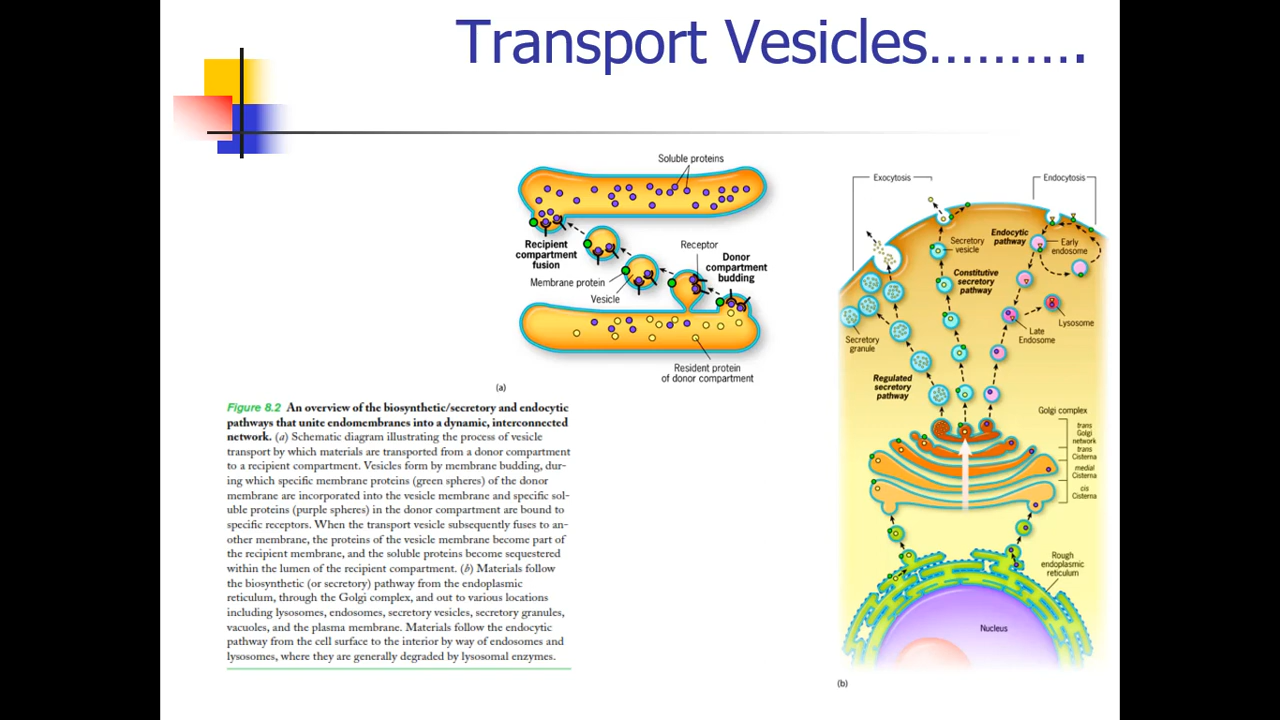 Transport Vesicles……….
Soluble proteins
Recipient
compartment
fusion
Receptor
Donor
compartment
budding
Membrane protein
Vesicle
Resident protein
of donor compartment
(a)
Figure 8.2 An overview of the biosynthetic/secretory and endocytic
pathways that unite endomembranes into a dynamic, interconnected
network. (a) Schematic diagram illustrating the process of vesicle
transport by which materials are transported from a donor compartment
to a recipient compartment. Vesicles form by membrane budding, dur-
ing which specific membrane proteins (green spheres) of the donor
membrane are incorporated into the vesicle membrane and specific sol-
uble proteins (purple spheres) in the donor compartment are bound to
specific receptors. When the transport vesicle subsequently fuses to an-
other membrane, the proteins of the vesicle membrane become part of
the recipient membrane, and the soluble proteins become sequestered
within the lumen of the recipient compartment. (b) Materials follow
the biosynthetic (or secretory) pathway from the endoplasmic
reticulum, through the Golgi complex, and out to various locations
including lysosomes, endosomes, secretory vesicles, secretory granules,
vacuoles, and the plasma membrane. Materials follow the endocytic
pathway from the cell surface to the interior by way of endosomes and
lysosomes, where they are generally degraded by lysosomal enzymes.
Exocytosis
Endocytosis
Secretory
vesicle
Endocytic
pathway
Early
endosome
Constitutive
secretory
pathway
Lysosome
Late
Endosome
Secretory
granule
Regulated
secretory
pathway
Golgi complex
trans
Golgi
network
trans
Cisterna
medial
Cisterna
cis
Cisterna
Rough
endoplasmic
reticulum
Nucleus
(b)